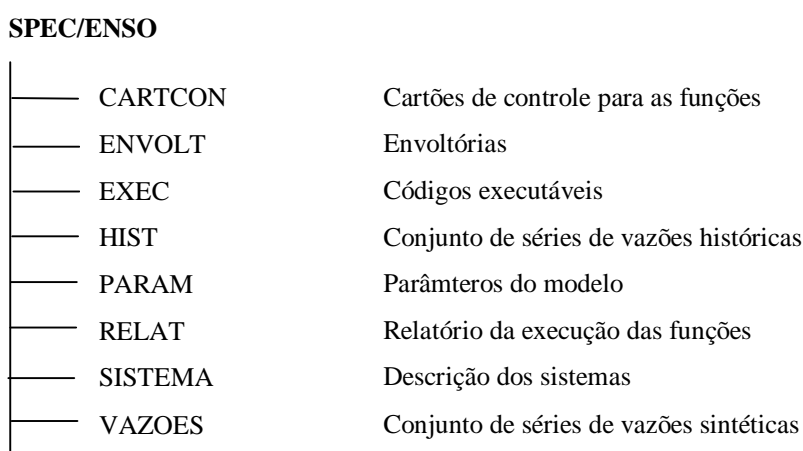 SPEC/ENSO
CARTCON Cartões de controle para as funções
ENVOLT Envoltórias
EXEC Códigos executáveis
HIST Conjunto de séries de vazões históricas
PARAM Parâmteros do modelo
RELAT Relatório da execução das funções
SISTEMA Descrição dos sistemas
VAZOES Conjunto de séries de vazões sintéticas